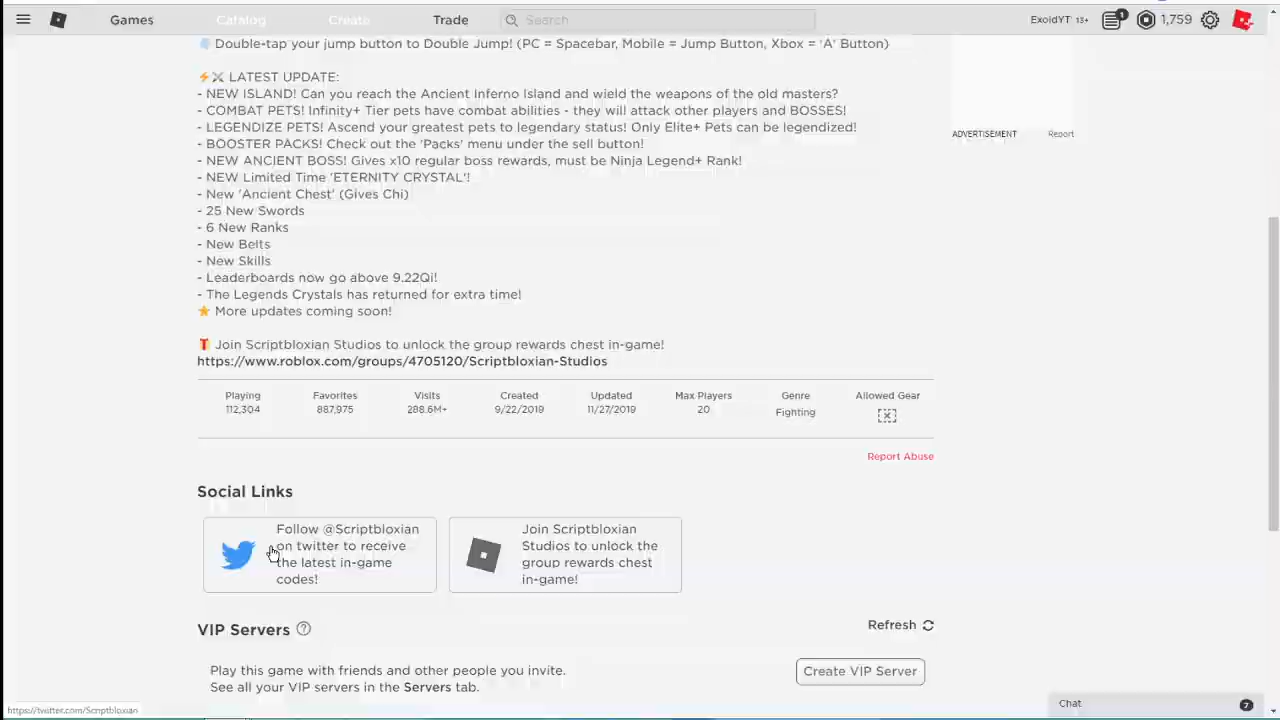 Games
Catalog
Create
Trade
Search
ExoidYT 13+
1
1,759
Double-tap your jump button to Double Jump! (PC = Spacebar, Mobile = Jump Button, Xbox = 'A' Button)
⚡⚔ LATEST UPDATE:
- NEW ISLAND! Can you reach the Ancient Inferno Island and wield the weapons of the old masters?
- COMBAT PETS! Infinity+ Tier pets have combat abilities - they will attack other players and BOSSES!
- LEGENDIZE PETS! Ascend your greatest pets to legendary status! Only Elite+ Pets can be legendized!
- BOOSTER PACKS! Check out the 'Packs' menu under the sell button!
- NEW ANCIENT BOSS! Gives x10 regular boss rewards, must be Ninja Legend+ Rank!
- NEW Limited Time 'ETERNITY CRYSTAL'!
- New 'Ancient Chest' (Gives Chi)
- 25 New Swords
- 6 New Ranks
- New Belts
- New Skills
- Leaderboards now go above 9.22Qi!
- The Legends Crystals has returned for extra time!
⭐ More updates coming soon!
🎁 Join Scriptbloxian Studios to unlock the group rewards chest in-game!
https://www.roblox.com/groups/4705120/Scriptbloxian-Studios
ADVERTISEMENT
Report
Playing
112,304
Favorites
887,975
Visits
288.6M+
Created
9/22/2019
Updated
11/27/2019
Max Players
20
Genre
Fighting
Allowed Gear
Report Abuse
Social Links
Follow @Scriptbloxian
on twitter to receive
the latest in-game
codes!
Join Scriptbloxian
Studios to unlock the
group rewards chest
in-game!
VIP Servers
Refresh
Play this game with friends and other people you invite.
See all your VIP servers in the Servers tab.
Create VIP Server
https://twitter.com/Scriptbloxian
Chat
7